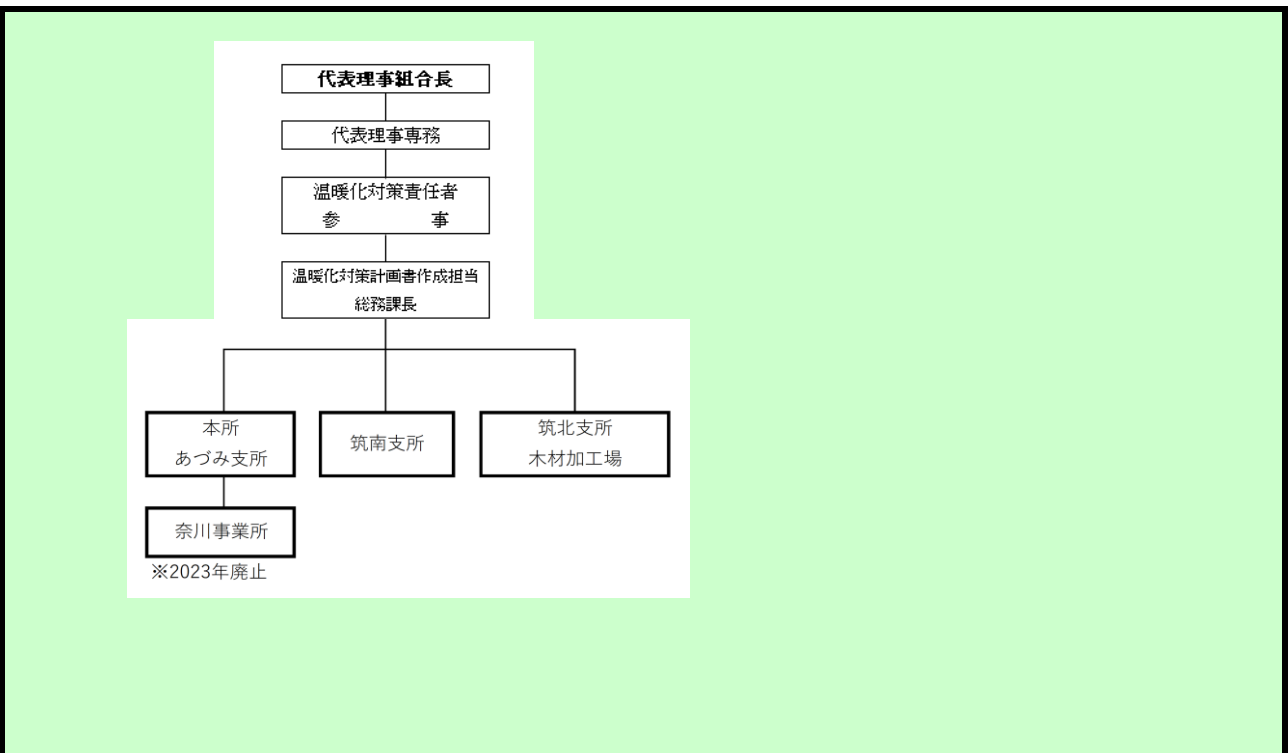 代表理事組合長
代表理事専務
温暖化対策責任者
参 事
温暖化対策計画書作成担当
総務課長
本所
あづみ支所
筑南支所
筑北支所
木材加工場
奈川事業所
※2023年廃止